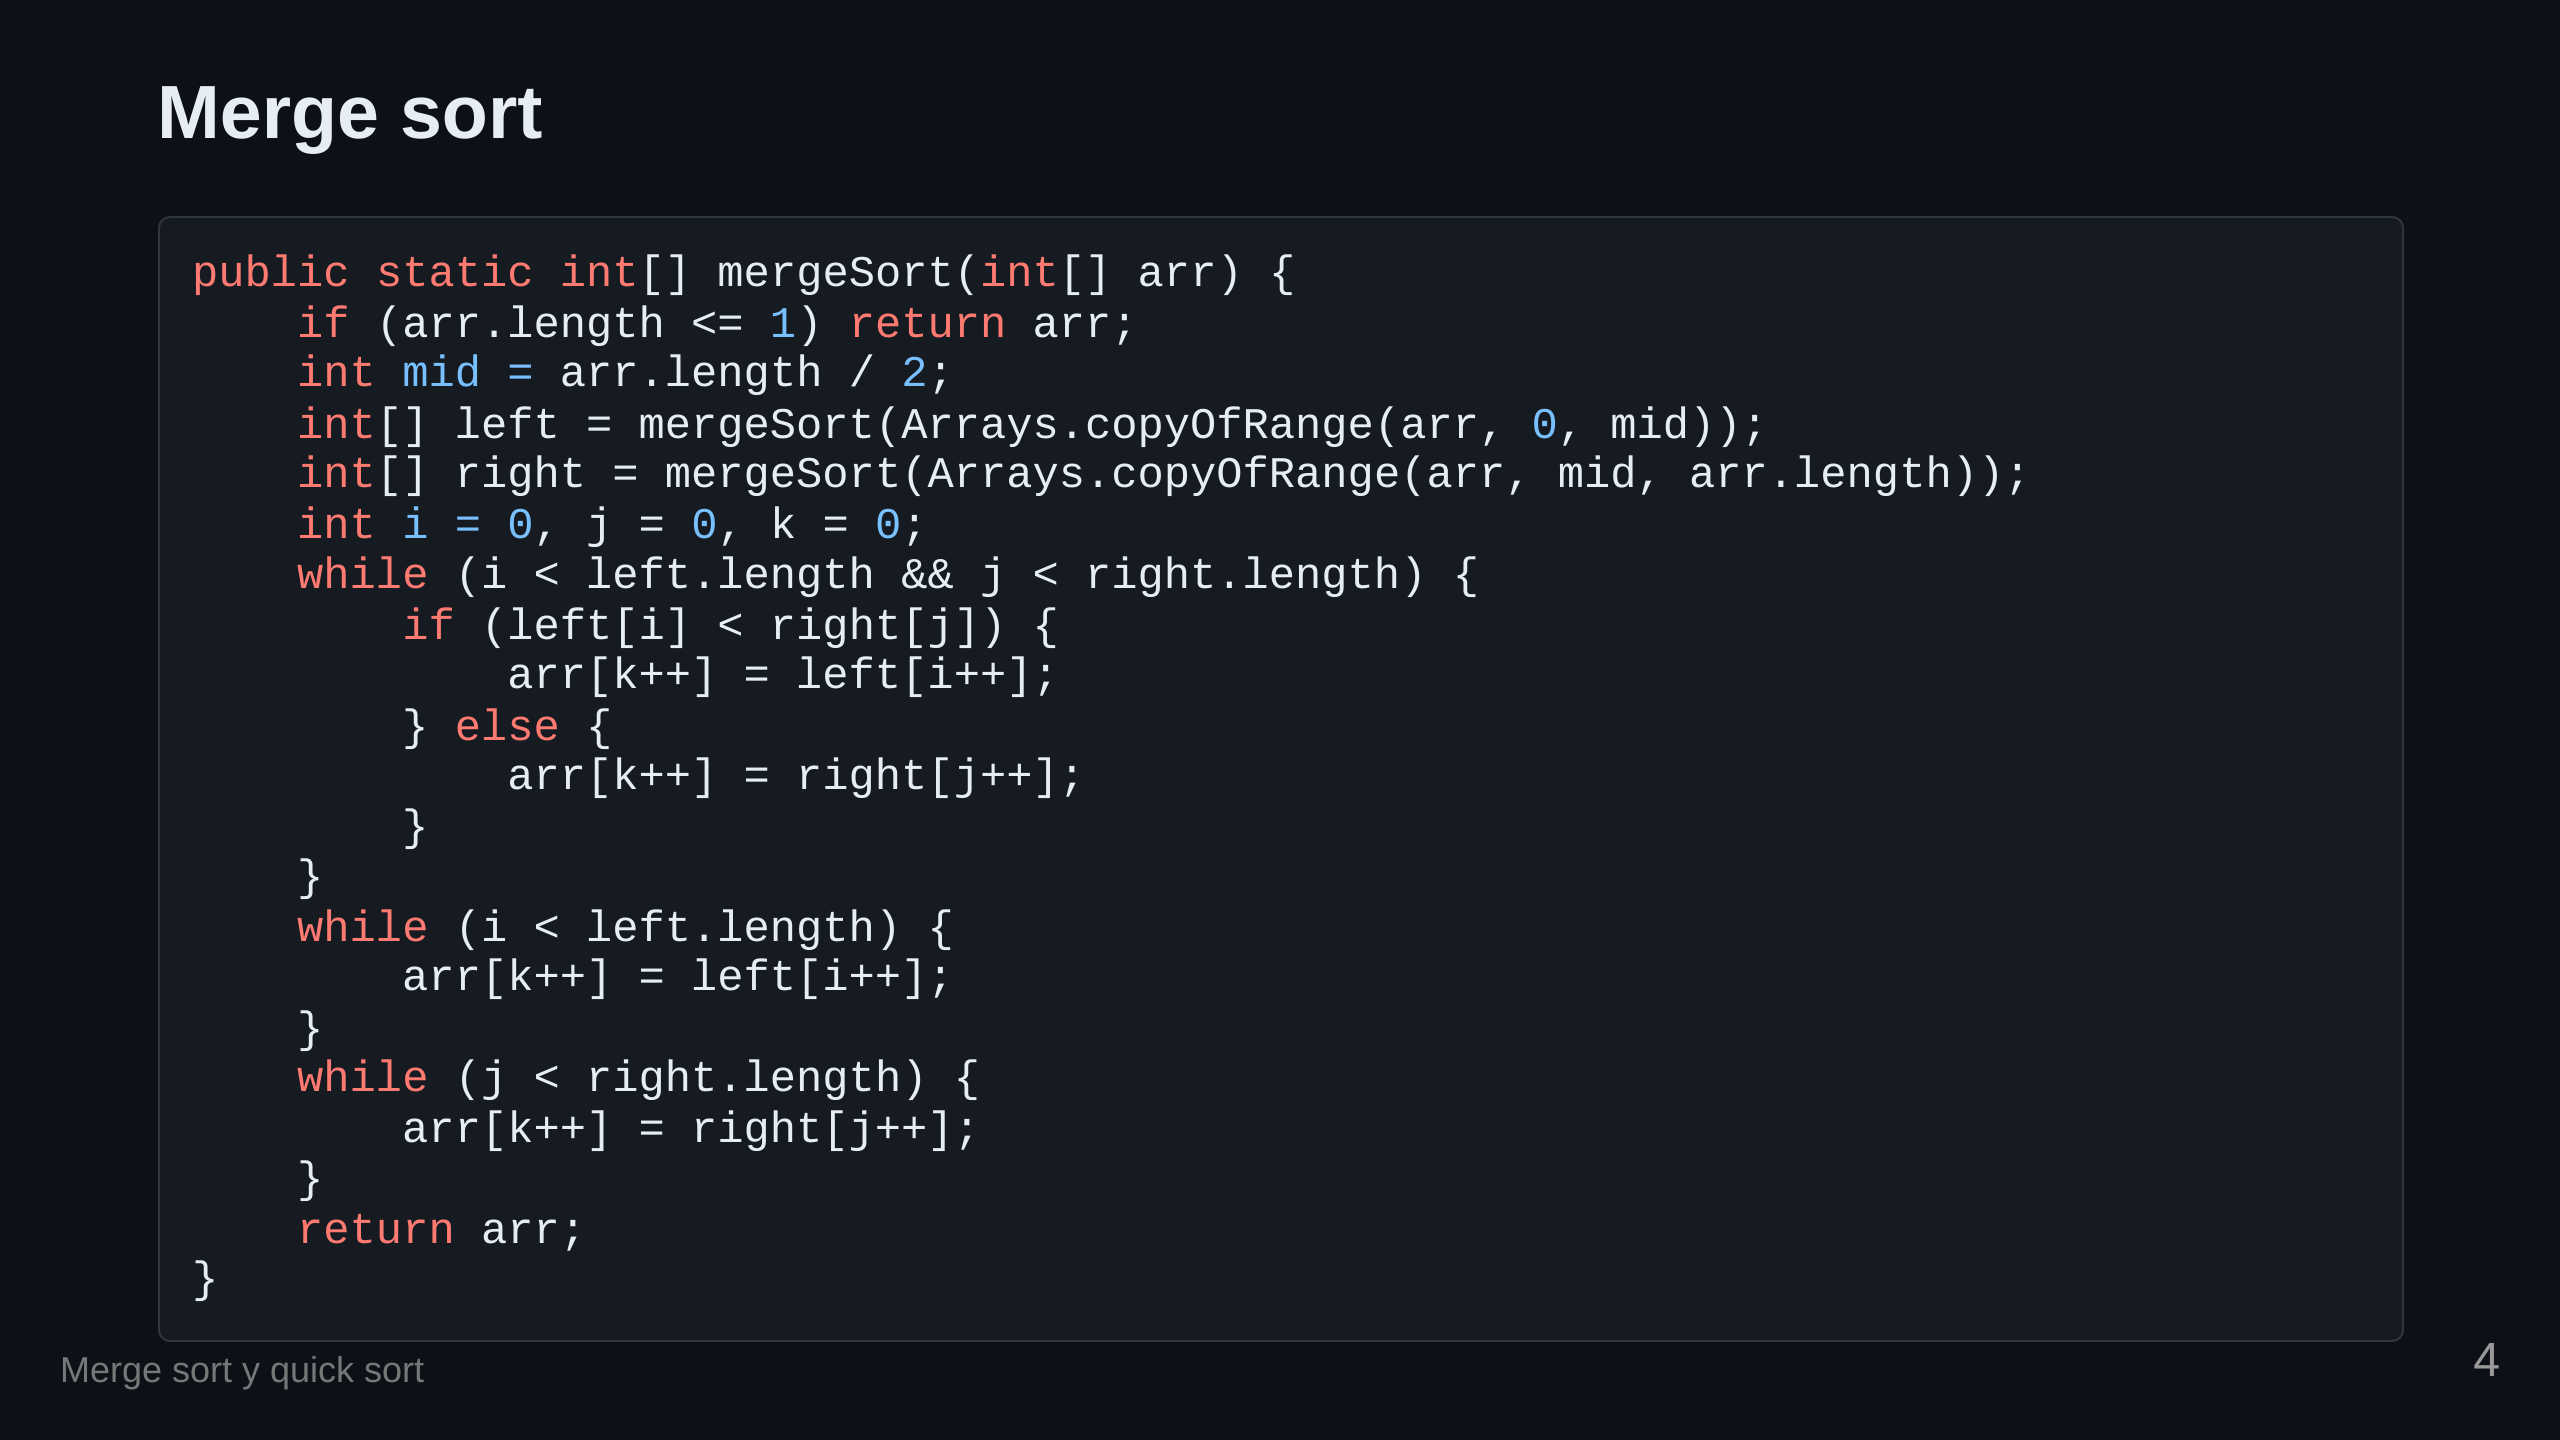 Merge sort
public static int[] mergeSort(int[] arr) {
    if (arr.length <= 1) return arr;
    int mid = arr.length / 2;
    int[] left = mergeSort(Arrays.copyOfRange(arr, 0, mid));
    int[] right = mergeSort(Arrays.copyOfRange(arr, mid, arr.length));
    int i = 0, j = 0, k = 0;
    while (i < left.length && j < right.length) {
        if (left[i] < right[j]) {
            arr[k++] = left[i++];
        } else {
            arr[k++] = right[j++];
        }
    }
    while (i < left.length) {
        arr[k++] = left[i++];
    }
    while (j < right.length) {
        arr[k++] = right[j++];
    }
    return arr;
}
Merge sort y quick sort
4